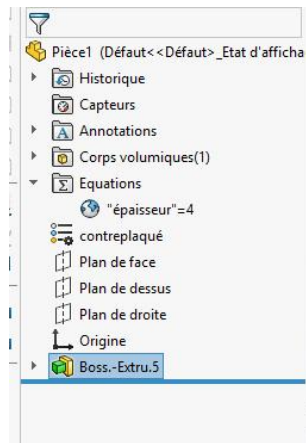 Pièce1 (Défaut<<Défaut>_Etat d'afficha
Historique
Capteurs
Annotations
Corps volumiques(1)
Equations
"épaisseur"=4
contreplaqué
Plan de face
Plan de dessus
Plan de droite
Origine
Boss.-Extru.5